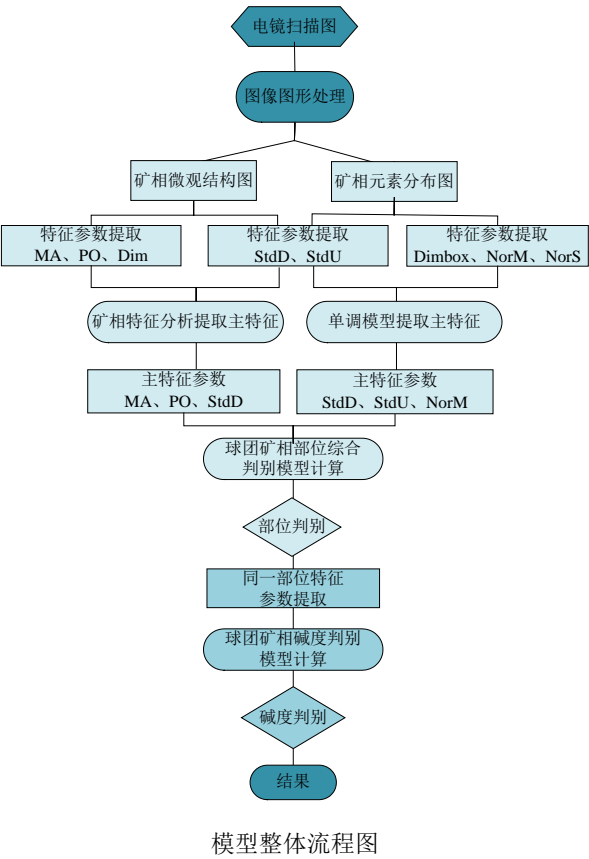 电镜扫描图
图像图形处理
矿相微观结构图
矿相元素分布图
特征参数提取
MA、PO、Dim
特征参数提取
StdD、StdU
特征参数提取
Dimbox、NorM、NorS
矿相特征分析提取主特征
单调模型提取主特征
主特征参数
MA、PO、StdD
主特征参数
StdD、StdU、NorM
球团矿相部位综合
判别模型计算
部位判别
同一部位特征
参数提取
球团矿相碱度判别
模型计算
碱度判别
结果
模型整体流程图